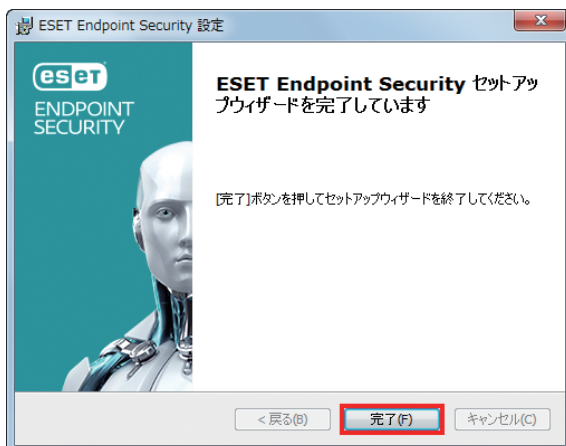 ESET Endpoint Security 設定
eseT
ENDPOINT
SECURITY
ESET Endpoint Security セットアッ
プウィザードを完了しています
[完了]ボタンを押してセットアップウィザードを終了してください。
< 戻る(B)
完了(F)
キャンセル(C)